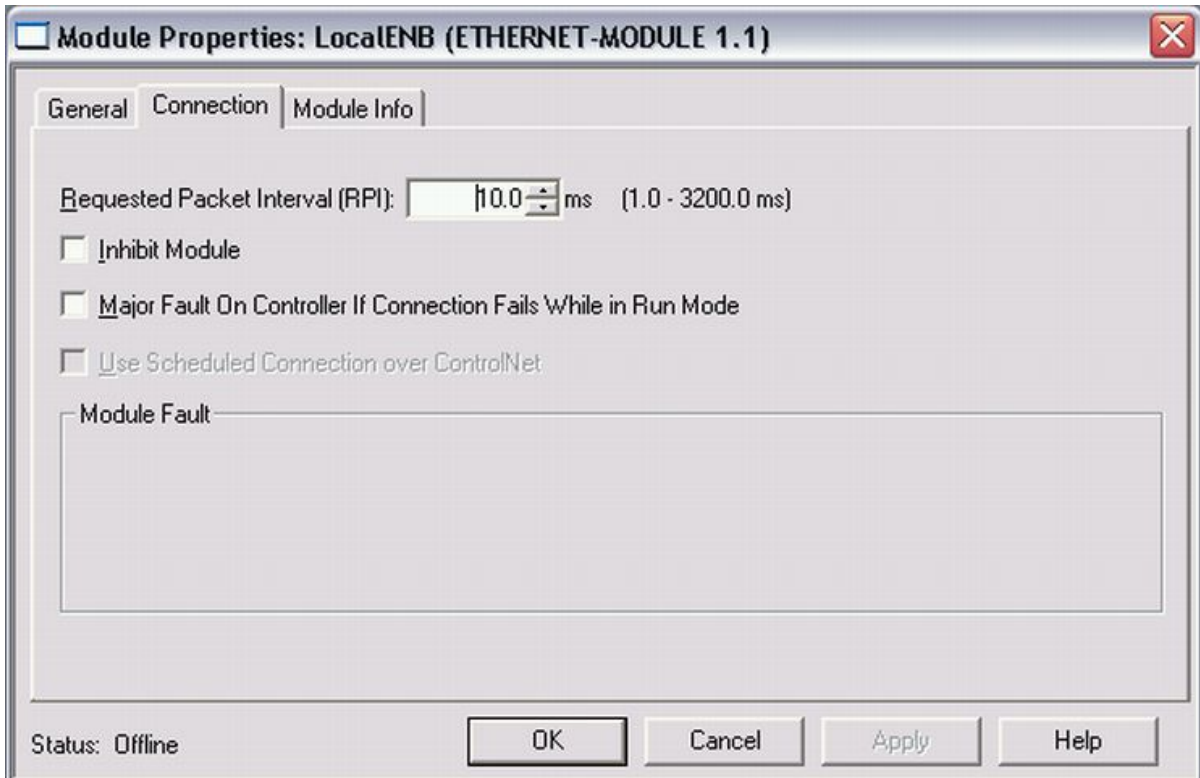 Module Properties: LocalENB (ETHERNET-MODULE 1.1)
General Connection Module Info
Requested Packet Interval (RPI): 10.0 ms (1.0 - 3200.0 ms)
Inhibit Module
Major Fault On Controller If Connection Fails While in Run Mode
Use Scheduled Connection over ControlNet
Module Fault
Status: Offline OK Cancel Apply Help